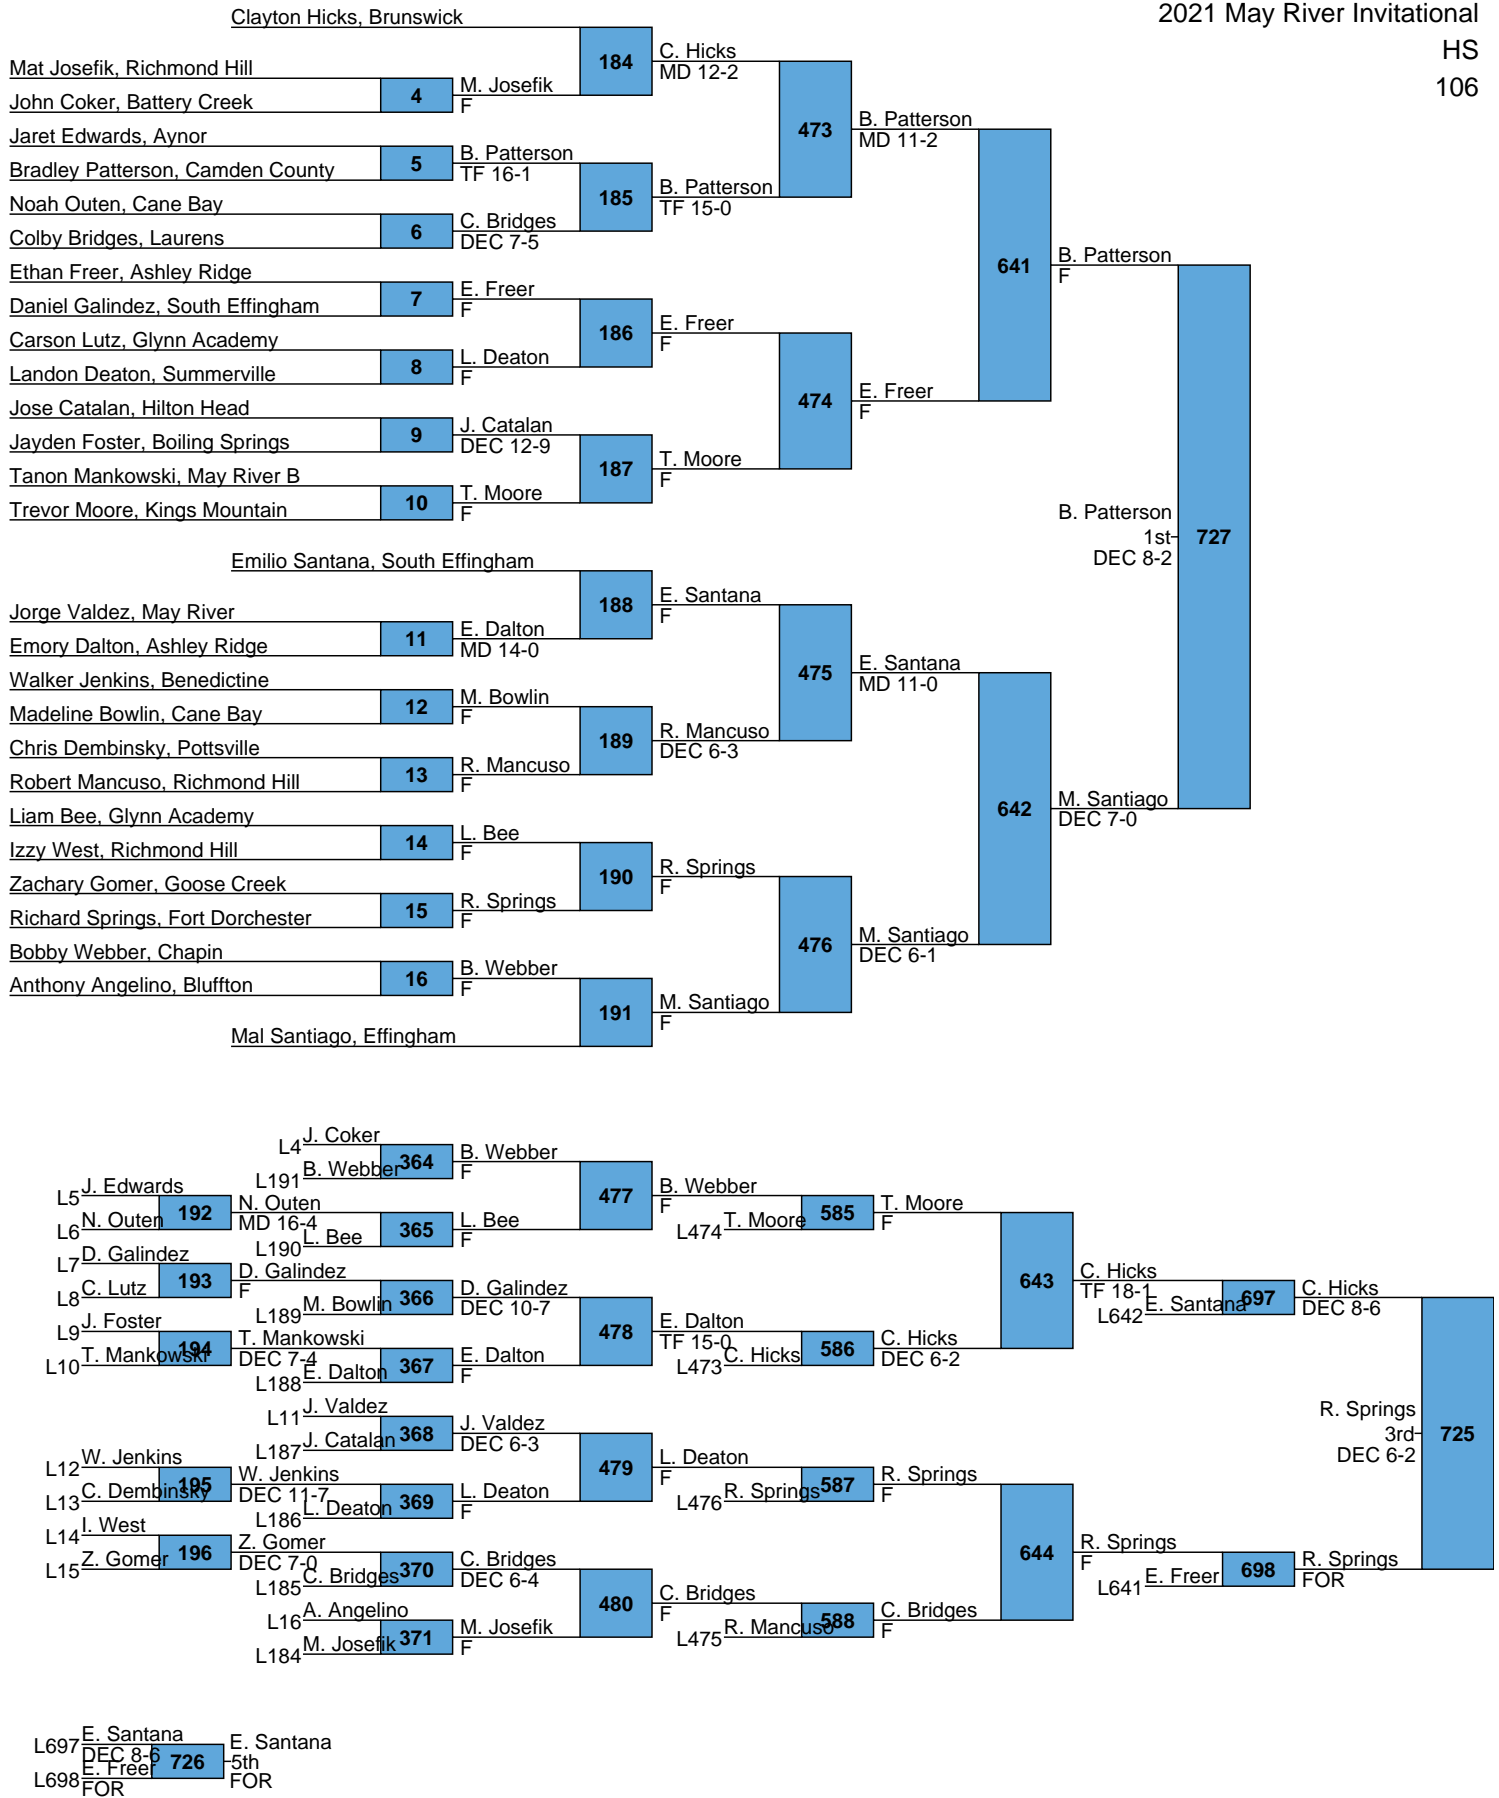 2021 May River Invitational
HS
106
Clayton Hicks, Brunswick
184
C. Hicks
MD 12-2
Mat Josefik, Richmond Hill
John Coker, Battery Creek
4
M. Josefik
F
473
B. Patterson
MD 11-2
Jaret Edwards, Aynor
Bradley Patterson, Camden County
5
B. Patterson
TF 16-1
185
B. Patterson
TF 15-0
Noah Outen, Cane Bay
Colby Bridges, Laurens
6
C. Bridges
DEC 7-5
641
B. Patterson
F
Ethan Freer, Ashley Ridge
Daniel Galindez, South Effingham
7
E. Freer
F
186
E. Freer
F
Carson Lutz, Glynn Academy
Landon Deaton, Summerville
8
L. Deaton
F
474
E. Freer
F
Jose Catalan, Hilton Head
Jayden Foster, Boiling Springs
9
J. Catalan
DEC 12-9
187
T. Moore
F
Tanon Mankowski, May River B
Trevor Moore, Kings Mountain
10
T. Moore
F
B. Patterson
1st
DEC 8-2
727
Emilio Santana, South Effingham
188
E. Santana
F
Jorge Valdez, May River
Emory Dalton, Ashley Ridge
11
E. Dalton
MD 14-0
475
E. Santana
MD 11-0
Walker Jenkins, Benedictine
Madeline Bowlin, Cane Bay
12
M. Bowlin
F
189
R. Mancuso
DEC 6-3
Chris Dembinsky, Pottsville
Robert Mancuso, Richmond Hill
13
R. Mancuso
F
642
M. Santiago
DEC 7-0
Liam Bee, Glynn Academy
Izzy West, Richmond Hill
14
L. Bee
F
190
R. Springs
F
Zachary Gomer, Goose Creek
Richard Springs, Fort Dorchester
15
R. Springs
F
476
M. Santiago
DEC 6-1
Bobby Webber, Chapin
Anthony Angelino, Bluffton
16
B. Webber
F
191
M. Santiago
F
Mal Santiago, Effingham
L4
J. Coker
L191
B. Webber
364
B. Webber
F
477
B. Webber
F
L5
J. Edwards
L6
N. Outen
192
N. Outen
MD 16-4
L190
L. Bee
365
L. Bee
F
L474
T. Moore
585
T. Moore
F
L7
D. Galindez
L8
C. Lutz
193
D. Galindez
F
L189
M. Bowlin
366
D. Galindez
DEC 10-7
478
E. Dalton
TF 15-0
643
C. Hicks
TF 18-1
L642
E. Santana
697
C. Hicks
DEC 8-6
L9
J. Foster
L10
T. Mankowski
194
T. Mankowski
DEC 7-4
L188
E. Dalton
367
E. Dalton
F
L473
C. Hicks
586
C. Hicks
DEC 6-2
L11
J. Valdez
L187
J. Catalan
368
J. Valdez
DEC 6-3
479
L. Deaton
F
R. Springs
3rd
DEC 6-2
725
L12
W. Jenkins
L13
C. Dembinsky
195
W. Jenkins
DEC 11-7
L186
L. Deaton
369
L. Deaton
F
L476
R. Springs
587
R. Springs
F
L14
I. West
L15
Z. Gomer
196
Z. Gomer
DEC 7-0
L185
C. Bridges
370
C. Bridges
DEC 6-4
480
C. Bridges
F
644
R. Springs
F
L641
E. Freer
698
R. Springs
FOR
L16
A. Angelino
L184
M. Josefik
371
M. Josefik
F
L475
R. Mancuso
588
C. Bridges
F
L697
E. Santana
DEC 8-6
L698
E. Freer
FOR
726
E. Santana
5th
FOR